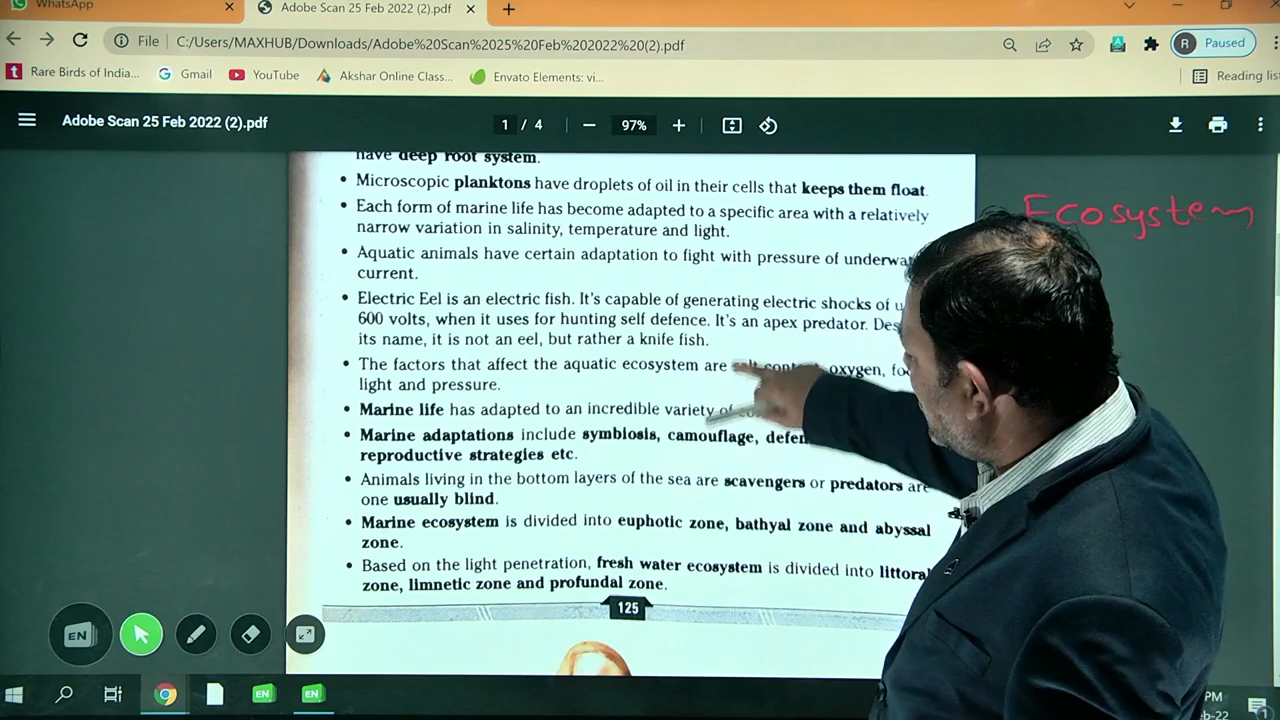 WhatsApp
Adobe Scan 25 Feb 2022 (2).pdf
File C:/Users/MAXHUB/Downloads/Adobe%20Scan%2025%20Feb%202022%20(2).pdf
R Paused
Rare Birds of India...
Gmail
YouTube
Akshar Online Class...
Envato Elements: vi...
Reading list
Adobe Scan 25 Feb 2022 (2).pdf
1 / 4
97%
have deep root system.
• Microscopic planktons have droplets of oil in their cells that keeps them float.
Ecosystem
• Each form of marine life has become adapted to a specific area with a relatively
narrow variation in salinity, temperature and light.
• Aquatic animals have certain adaptation to fight with pressure of
current.
• Electric Eel is an electric fish. It's capable of generating electric shocks of
600 volts, when it uses for hunting self defence. It's an apex predator.
its name, it is not an eel, but rather a knife fish.
• The factors that affect the aquatic ecosystem are oxygen,
light and pressure.
• Marine life has adapted to an incredible variety
• Marine adaptations include symbiosis, camouflage,
reproductive strategies etc.
• Animals living in the bottom layers of the sea are scavengers or predators are
one usually blind.
• Marine ecosystem is divided into euphotic zone, bathyal zone and abyssal
zone.
• Based on the light penetration, fresh water ecosystem is divided into littoral
zone, limnetic zone and profundal zone.
125
EN
EN
EN
PM